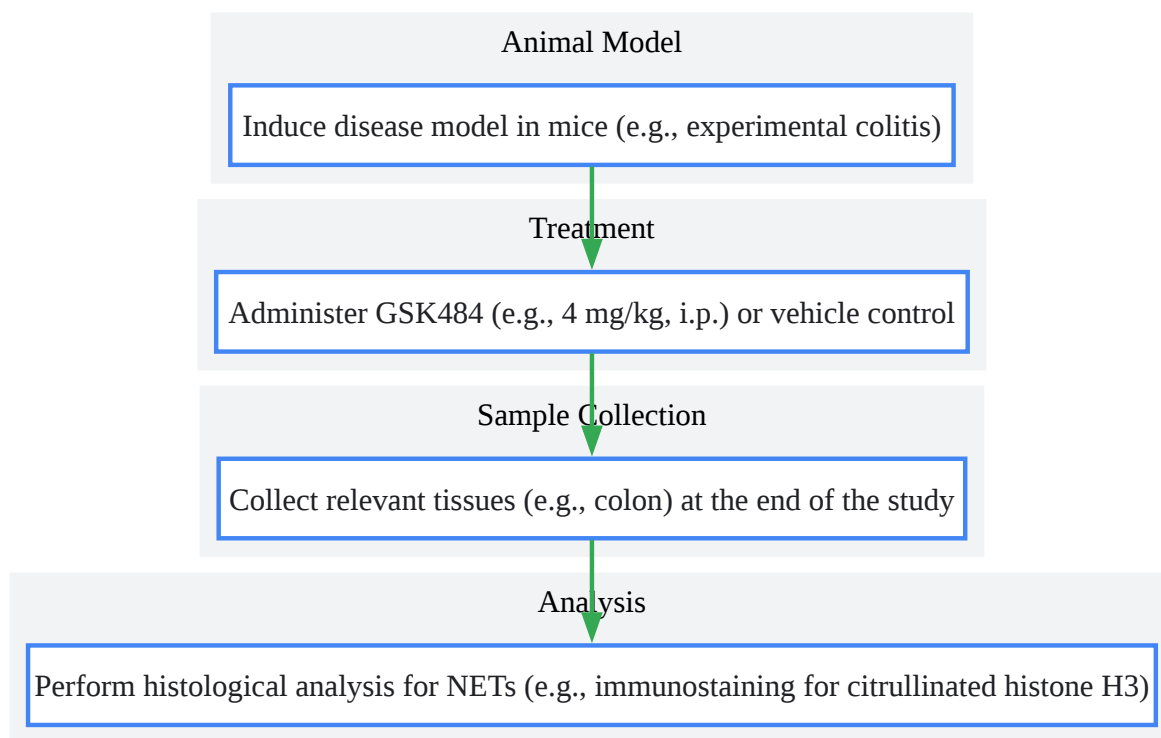 Animal Model
Induce disease model in mice (e.g., experimental colitis)
Treatment
Administer GSK484 (e.g., 4 mg/kg, i.p.) or vehicle control
Sample Collection
Collect relevant tissues (e.g., colon) at the end of the study
Analysis
Perform histological analysis for NETs (e.g., immunostaining for citrullinated histone H3)